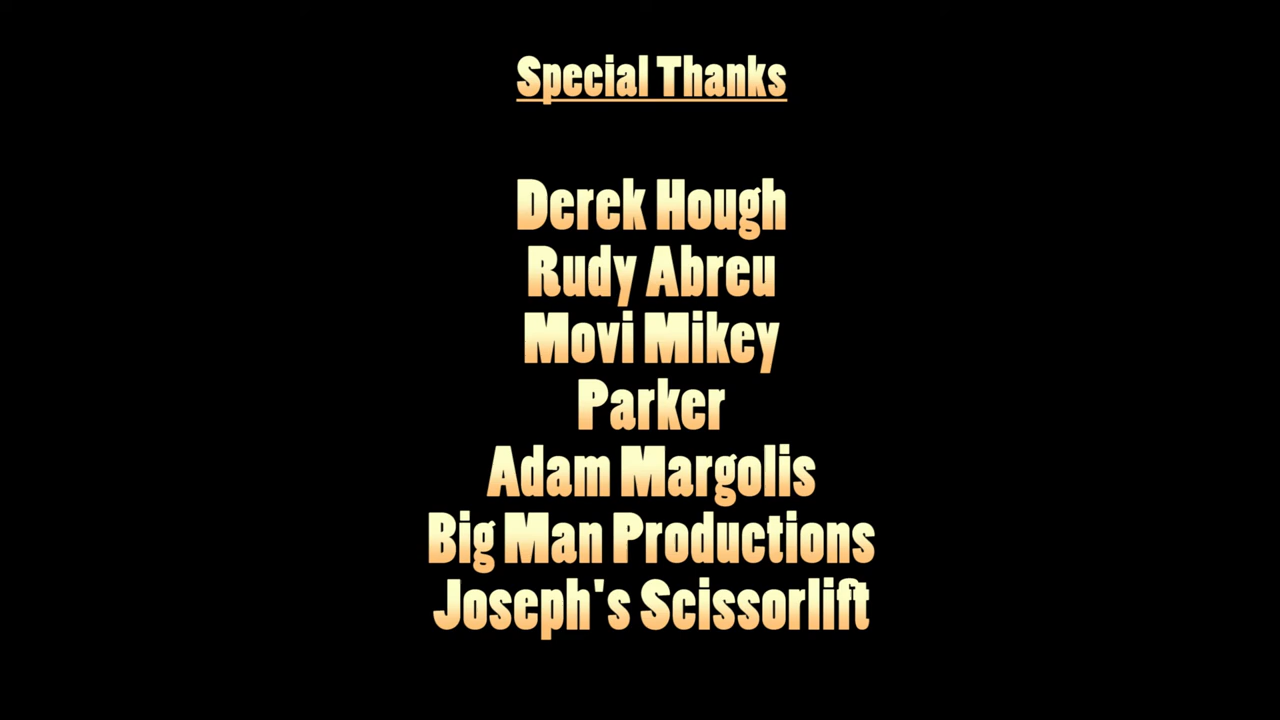 Special Thanks
Derek Hough
Rudy Abreu
Movi Mikey
Parker
Adam Margolis
Big Man Productions
Joseph's Scissorlift